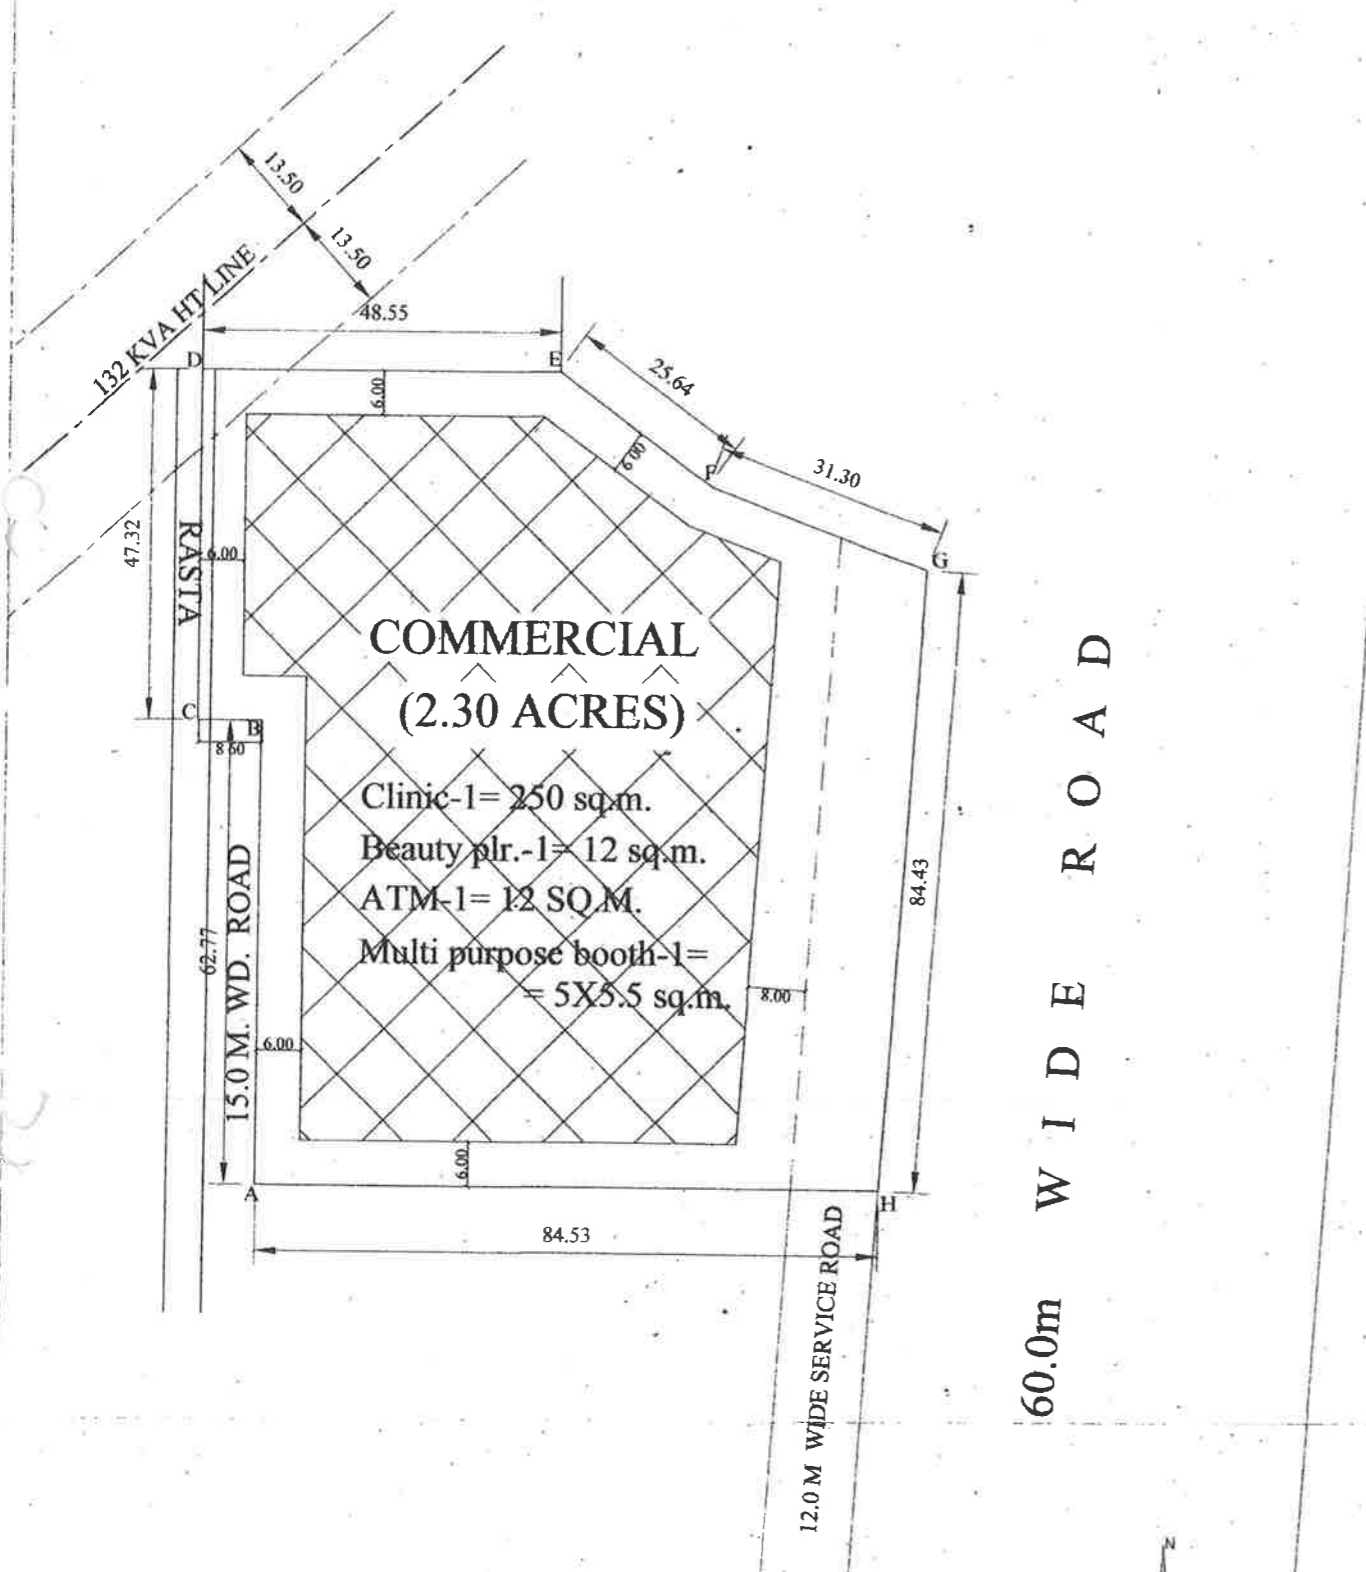 13.50
13.50
132 KVA HT LINE
48.55
D
E
25.64
6.00
6.00
F
31.30
G
47.32
RASTA
6.00
COMMERCIAL
(2.30 ACRES)
C
B
8.60
Clinic-1= 250 sq.m.
Beauty plr.-1= 12 sq.m.
ATM-1= 12 SQ.M.
Multi purpose booth-1=
= 5X5.5 sq.m.
62.77
15.0 M. WD. ROAD
84.43
8.00
6.00
6.00
A
H
84.53
12.0 M WIDE SERVICE ROAD
60.0m WIDE ROAD
N